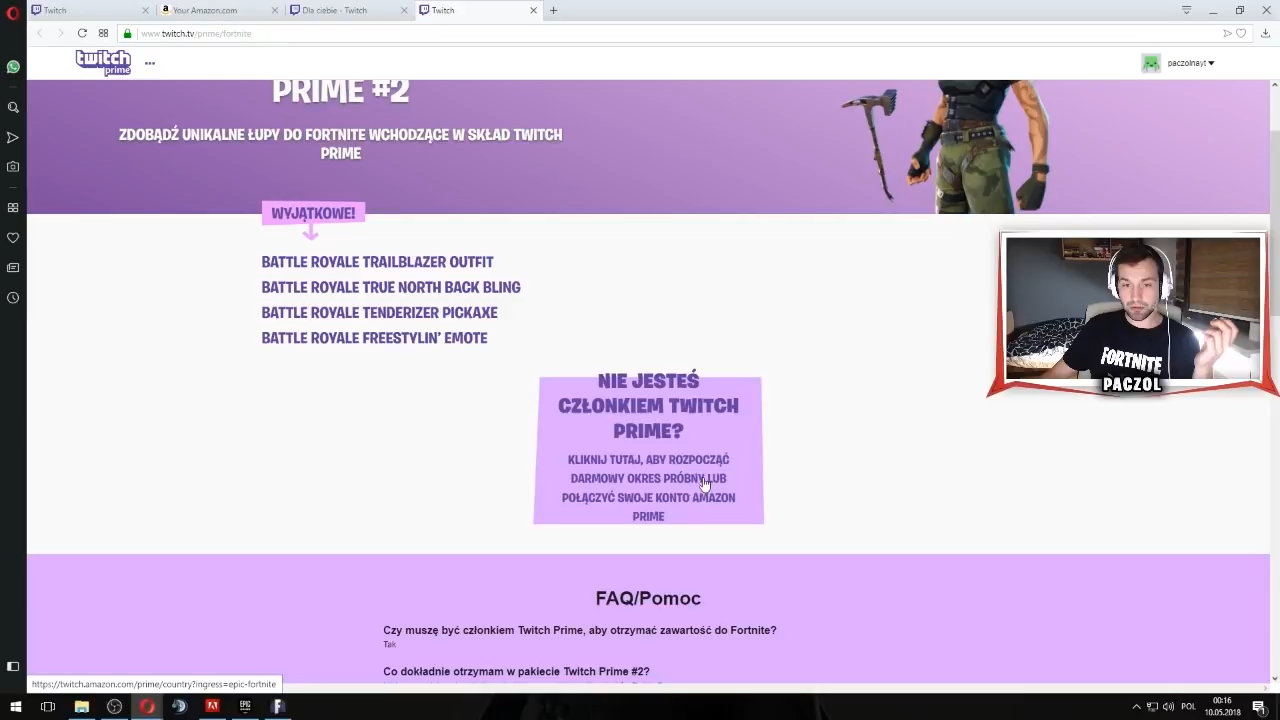 Twitch
Your Amazon.com
Dla ciebie - Twitch
Twitch
www.twitch.tv/prime/fortnite
twitch
prime
paczolnayt
PRIME #2
ZDOBĄDŹ UNIKALNE ŁUPY DO FORTNITE WCHODZĄCE W SKŁAD TWITCH
PRIME
WYJĄTKOWE!
BATTLE ROYALE TRAILBLAZER OUTFIT
BATTLE ROYALE TRUE NORTH BACK BLING
BATTLE ROYALE TENDERIZER PICKAXE
BATTLE ROYALE FREESTYLIN' EMOTE
FORTNITE
PACZOL
NIE JESTEŚ
CZŁONKIEM TWITCH
PRIME?
KLIKNIJ TUTAJ, ABY ROZPOCZĄĆ
DARMOWY OKRES PRÓBNY LUB
POŁĄCZYĆ SWOJE KONTO AMAZON
PRIME
FAQ/Pomoc
Czy muszę być członkiem Twitch Prime, aby otrzymać zawartość do Fortnite?
Tak
Co dokładnie otrzymam w pakiecie Twitch Prime #2?
https://twitch.amazon.com/prime/country?ingress=epic-fortnite
EPIC
POL
00:16
10.05.2018